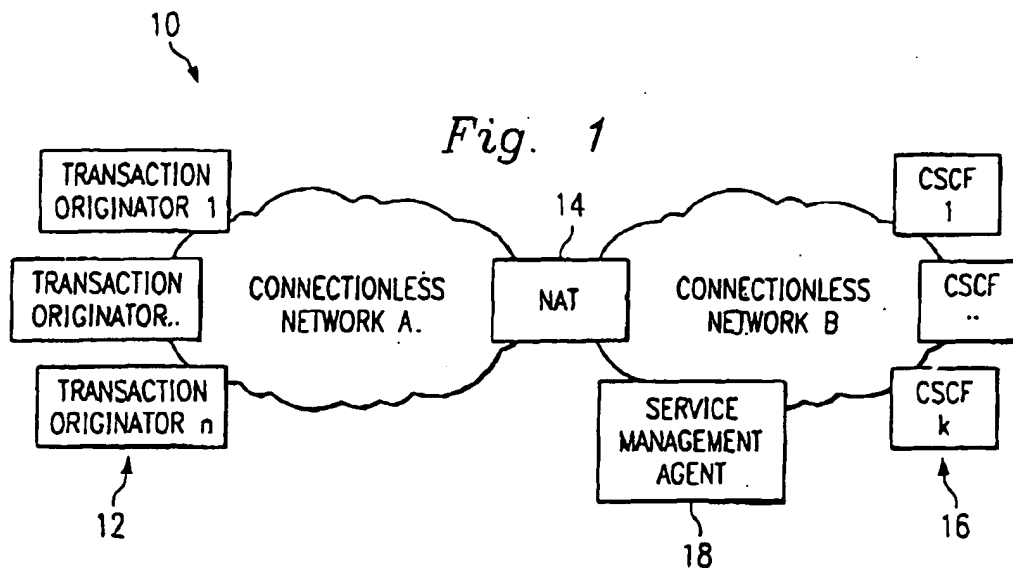 10
Fig. 1
TRANSACTION
ORIGINATOR 1
TRANSACTION
ORIGINATOR..
TRANSACTION
ORIGINATOR n
12
CONNECTIONLESS
NETWORK A.
14
NAT
CONNECTIONLESS
NETWORK B
SERVICE
MANAGEMENT
AGENT
18
CSCF
1
CSCF
..
CSCF
k
16